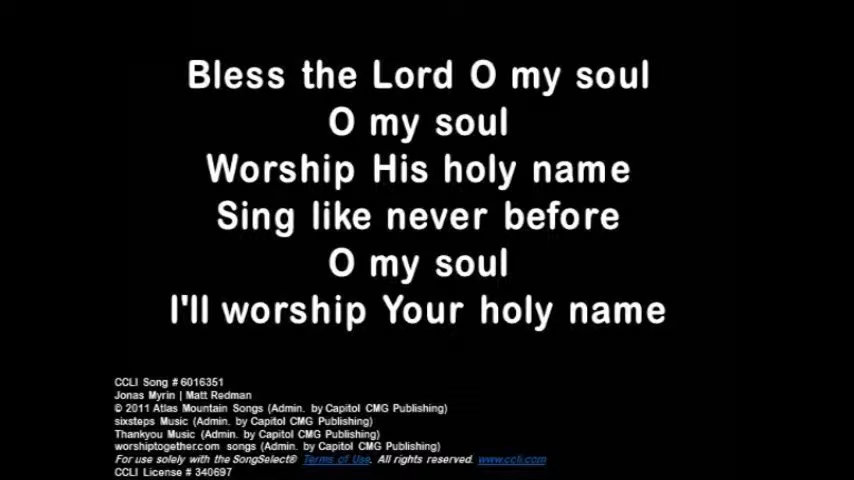 Bless the Lord O my soul
O my soul
Worship His holy name
Sing like never before
O my soul
I'll worship Your holy name
CCLI Song # 6016351
Jonas Myrin | Matt Redman
© 2011 Atlas Mountain Songs (Admin. by Capitol CMG Publishing)
sixsteps Music (Admin. by Capitol CMG Publishing)
Thankyou Music (Admin. by Capitol CMG Publishing)
worshiptogether.com songs (Admin. by Capitol CMG Publishing)
For use solely with the SongSelect® Terms of Use. All rights reserved. www.ccli.com
CCLI License # 340697